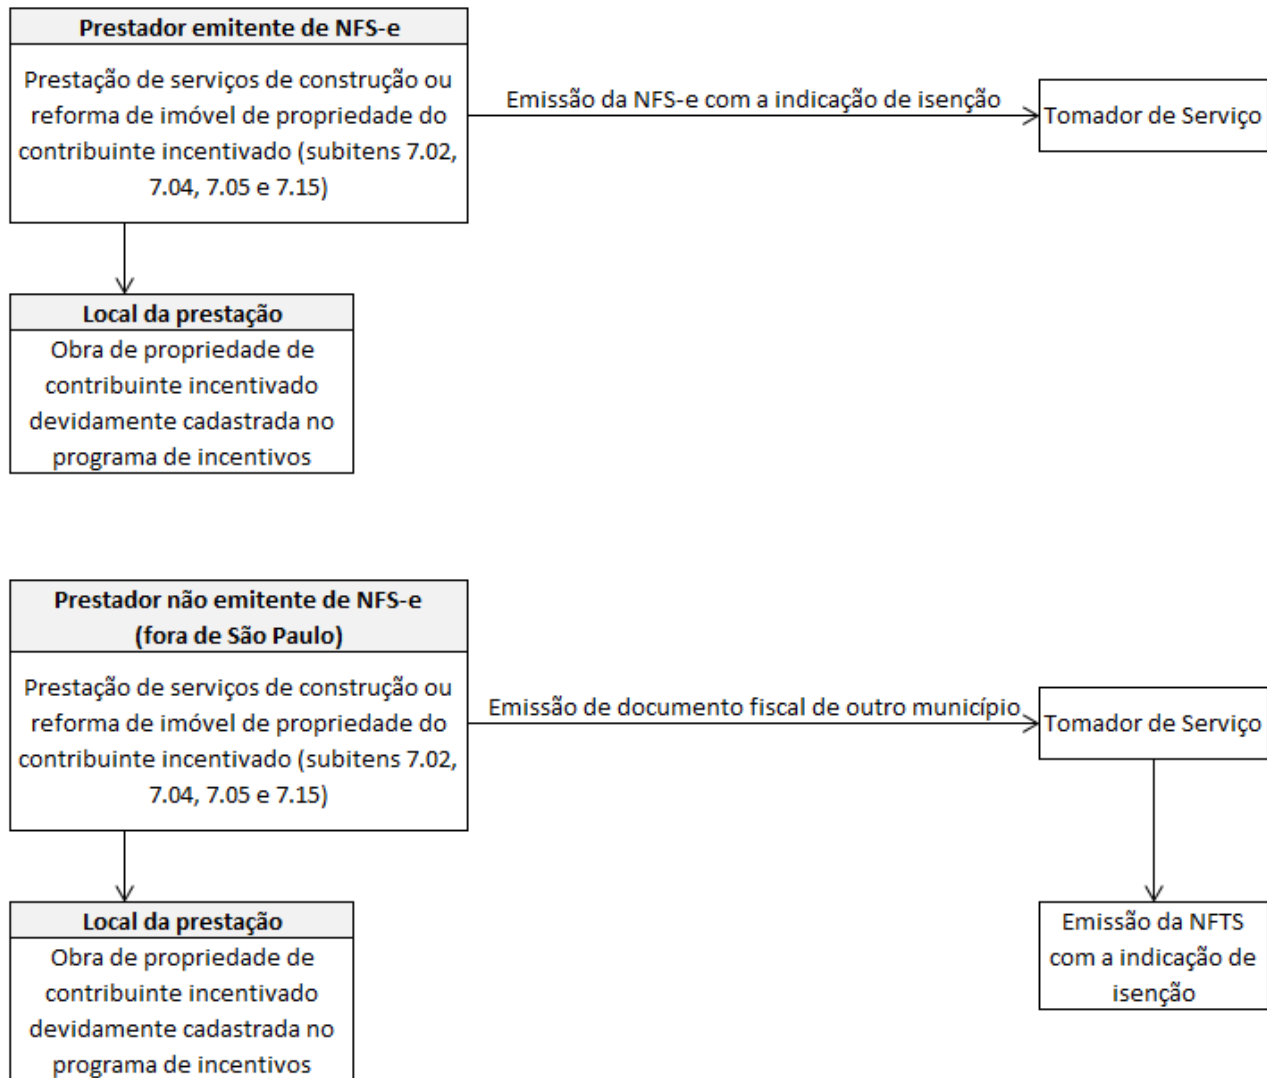 Prestador emitente de NFS-e
Prestação de serviços de construção ou
reforma de imóvel de propriedade do
contribuinte incentivado (subitens 7.02,
7.04, 7.05 e 7.15)
Emissão da NFS-e com a indicação de isenção
Tomador de Serviço
Local da prestação
Obra de propriedade de
contribuinte incentivado
devidamente cadastrada no
programa de incentivos
Prestador não emitente de NFS-e
(fora de São Paulo)
Prestação de serviços de construção ou
reforma de imóvel de propriedade do
contribuinte incentivado (subitens 7.02,
7.04, 7.05 e 7.15)
Emissão de documento fiscal de outro município
Tomador de Serviço
Local da prestação
Obra de propriedade de
contribuinte incentivado
devidamente cadastrada no
programa de incentivos
Emissão da NFTS
com a indicação de
isenção